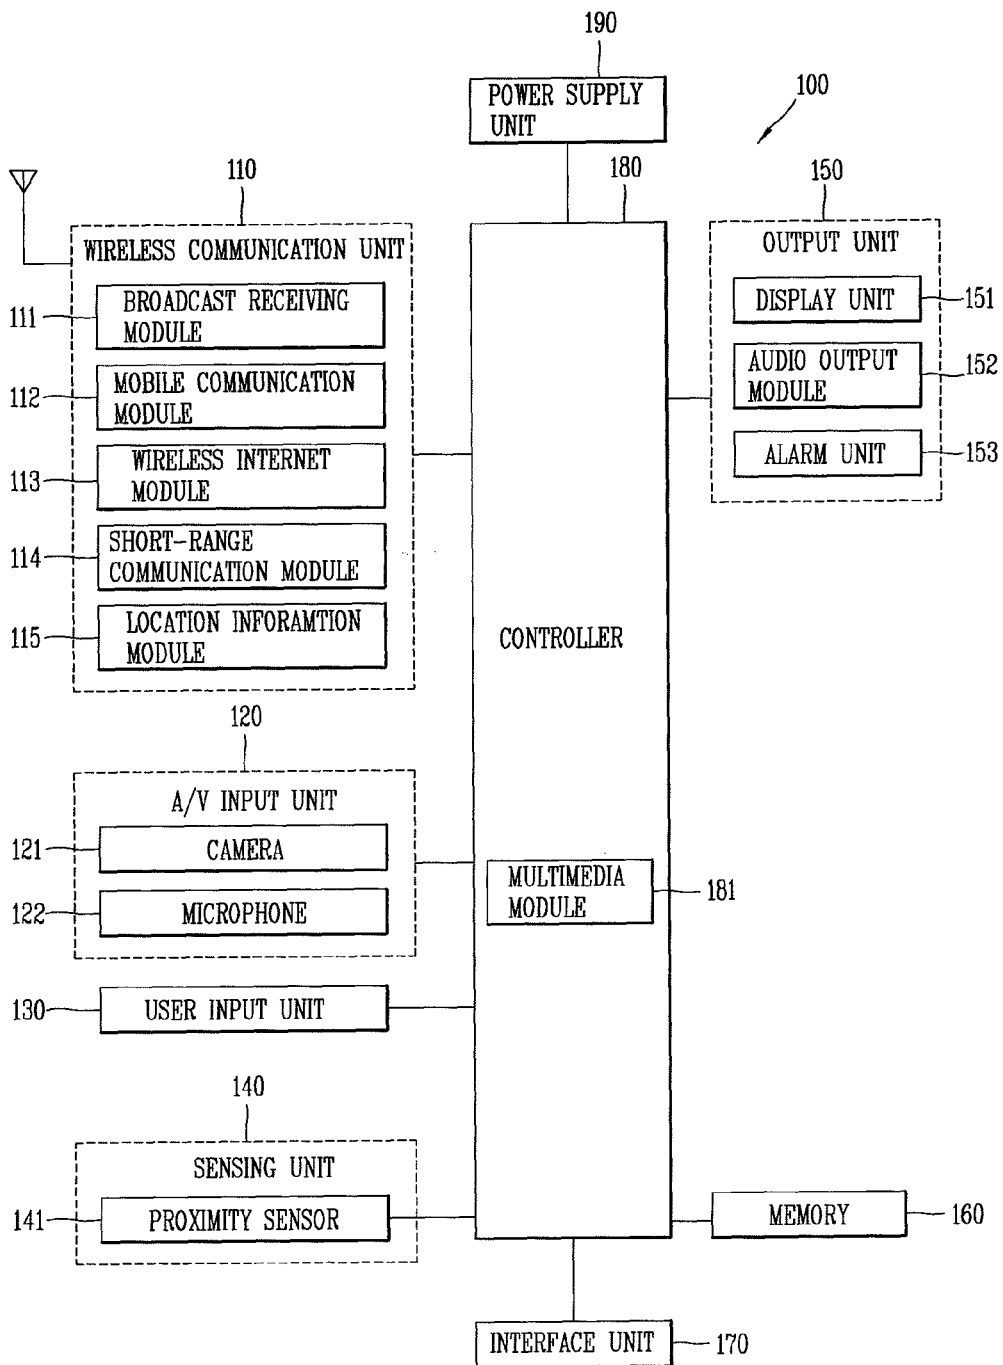 190
POWER SUPPLY
UNIT
100
110
180
150
WIRELESS COMMUNICATION UNIT
111
BROADCAST RECEIVING
MODULE
112
MOBILE COMMUNICATION
MODULE
113
WIRELESS INTERNET
MODULE
114
SHORT-RANGE
COMMUNICATION MODULE
115
LOCATION INFORAMTION
MODULE
OUTPUT UNIT
DISPLAY UNIT
151
AUDIO OUTPUT
MODULE
152
ALARM UNIT
153
CONTROLLER
120
A/V INPUT UNIT
121
CAMERA
122
MICROPHONE
MULTIMEDIA
MODULE
181
130
USER INPUT UNIT
140
SENSING UNIT
141
PROXIMITY SENSOR
MEMORY
160
INTERFACE UNIT
170